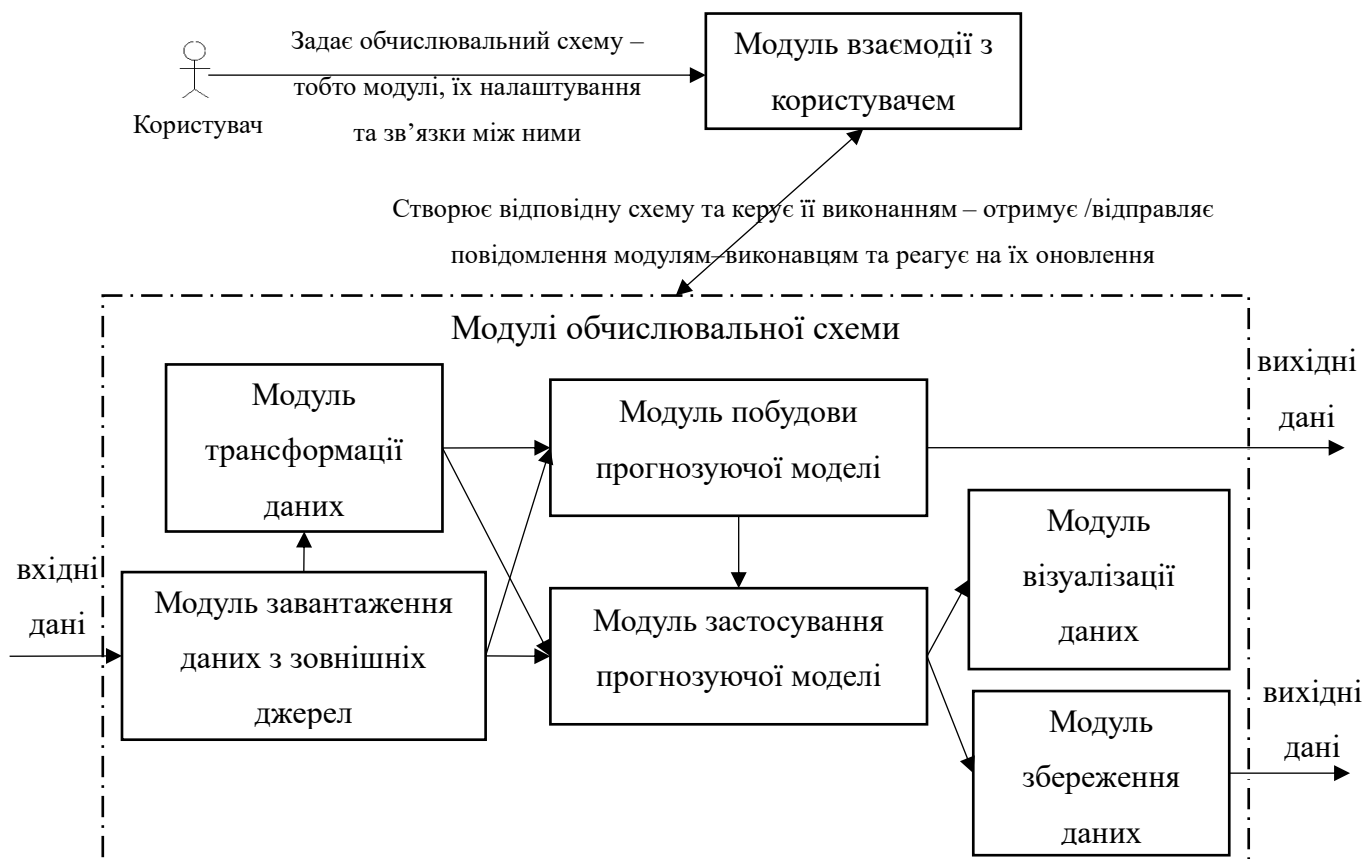 Задає обчислювальний схему –
тобто модулі, їх налаштування
та зв’язки між ними
Користувач
Модуль взаємодії з
користувачем
Створює відповідну схему та керує її виконанням – отримує /відправляє
повідомлення модулям–виконавцям та реагує на їх оновлення
Модулі обчислювальної схеми
вихідні
дані
Модуль
трансформації
даних
Модуль побудови
прогнозуючої моделі
вхідні
дані
Модуль завантаження
даних з зовнішніх
джерел
Модуль застосування
прогнозуючої моделі
Модуль
візуалізації
даних
Модуль
збереження
даних
вихідні
дані